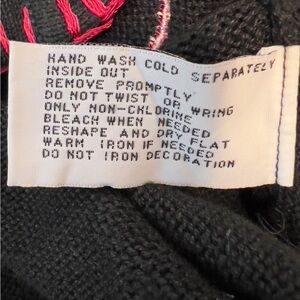 HAND WASH COLD SEPARATELY
INSIDE OUT
REMOVE PROMPTLY
DO NOT TWIST OR WRING
ONLY NON-CHLORINE
BLEACH WHEN NEEDED
RESHAPE AND DRY FLAT
WARM IRON IF NEEDED
DO NOT IRON DECORATION